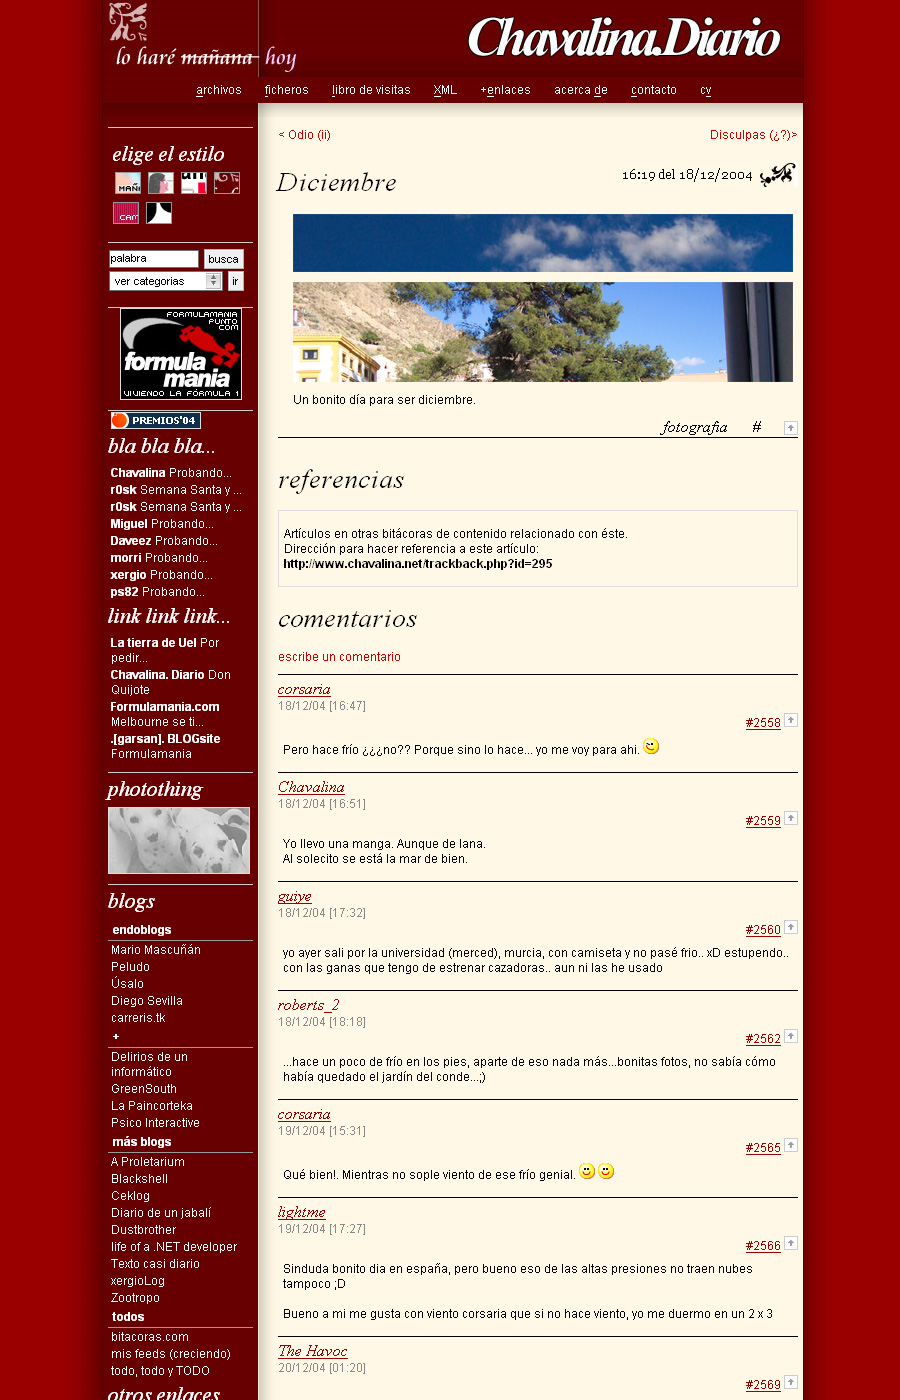 lo haré mañana hoy
Chavalina.Diario
archivos ficheros libro de visitas XML +enlaces acerca de contacto cv
elige el estilo
MAÑ
CAM
palabra busca
ver categorias ir
FORMULAMANIA
PUNTO
COM
formula
mania
VIVIENDO LA FÓRMULA 1
PREMIOS'04
bla bla bla...
Chavalina Probando...
r0sk Semana Santa y ...
r0sk Semana Santa y ...
Miguel Probando...
Daveez Probando...
morri Probando...
xergio Probando...
ps82 Probando...
link link link...
La tierra de Uel Por
pedir...
Chavalina. Diario Don
Quijote
Formulamania.com
Melbourne se ti...
.[garsan]. BLOGsite
Formulamania
photothing
blogs
endoblogs
Mario Mascuñán
Peludo
Úsalo
Diego Sevilla
carreris.tk
+
Delirios de un
informático
GreenSouth
La Paincorteka
Psico Interactive
más blogs
A Proletarium
Blackshell
Ceklog
Diario de un jabalí
Dustbrother
life of a .NET developer
Texto casi diario
xergioLog
Zootropo
todos
bitacoras.com
mis feeds (creciendo)
todo, todo y TODO
otros enlaces
< Odio (ii) Disculpas (¿?)>
Diciembre 16:19 del 18/12/2004
Un bonito día para ser diciembre.
fotografia #
referencias
Artículos en otras bitácoras de contenido relacionado con éste.
Dirección para hacer referencia a este artículo:
http://www.chavalina.net/trackback.php?id=295
comentarios
escribe un comentario
corsaria
18/12/04 [16:47]
#2558
Pero hace frío ¿¿¿no?? Porque sino lo hace... yo me voy para ahi.
Chavalina
18/12/04 [16:51]
#2559
Yo llevo una manga. Aunque de lana.
Al solecito se está la mar de bien.
guiye
18/12/04 [17:32]
#2560
yo ayer sali por la universidad (merced), murcia, con camiseta y no pasé frio.. xD estupendo..
con las ganas que tengo de estrenar cazadoras.. aun ni las he usado
roberts_2
18/12/04 [18:18]
#2562
...hace un poco de frío en los pies, aparte de eso nada más...bonitas fotos, no sabía cómo
había quedado el jardín del conde...;)
corsaria
19/12/04 [15:31]
#2565
Qué bien!. Mientras no sople viento de ese frío genial.
lightme
19/12/04 [17:27]
#2566
Sinduda bonito dia en españa, pero bueno eso de las altas presiones no traen nubes
tampoco ;D
Bueno a mi me gusta con viento corsaria que si no hace viento, yo me duermo en un 2 x 3
The Havoc
20/12/04 [01:20]
#2569